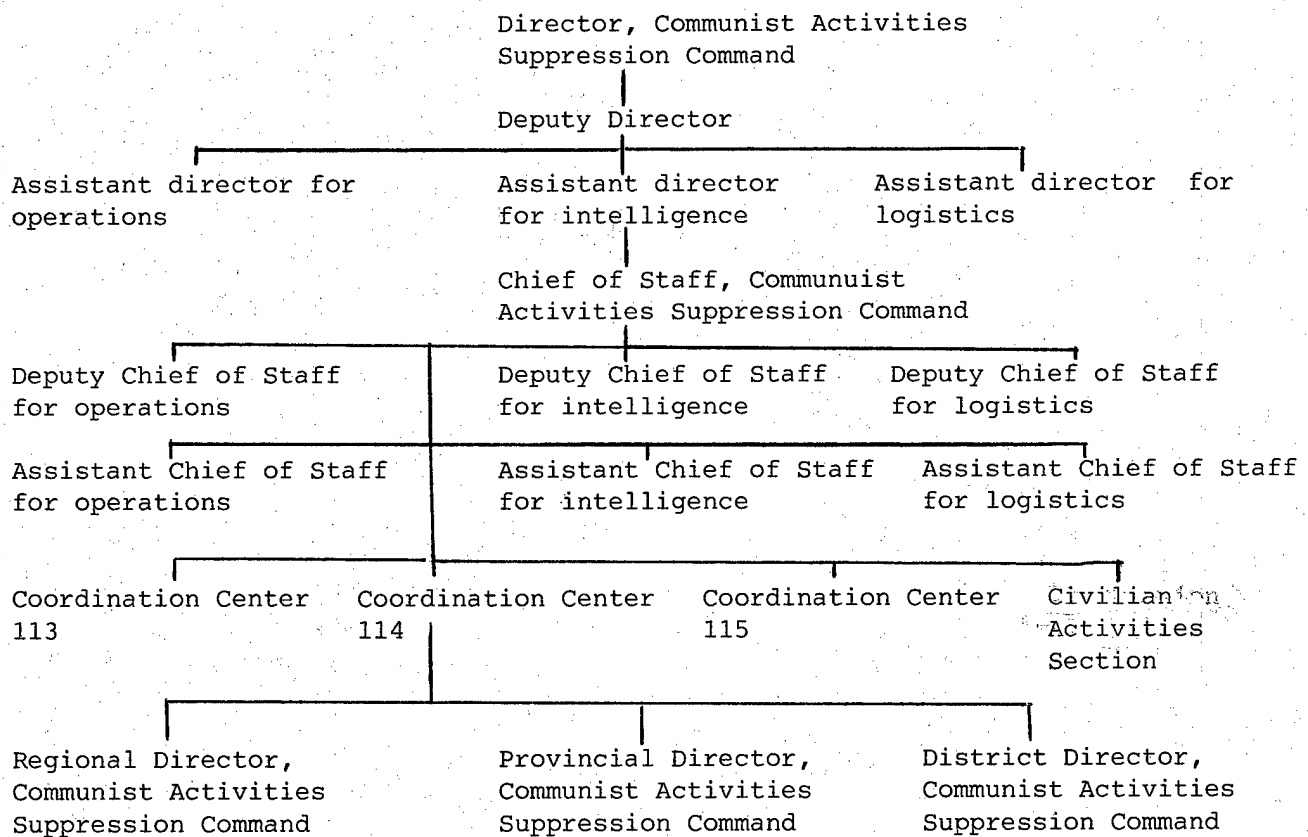 Director, Communist Activities
Suppression Command
Deputy Director
Assistant director for
operations
Assistant director
for intelligence
Assistant director for
logistics
Chief of Staff, Communuist
Activities Suppression Command
Deputy Chief of Staff
for operations
Deputy Chief of Staff
for intelligence
Deputy Chief of Staff
for logistics
Assistant Chief of Staff
for operations
Assistant Chief of Staff
for intelligence
Assistant Chief of Staff
for logistics
Coordination Center
113
Coordination Center
114
Coordination Center
115
Civilian
Activities
Section
Regional Director,
Communist Activities
Suppression Command
Provincial Director,
Communist Activities
Suppression Command
District Director,
Communist Activities
Suppression Command